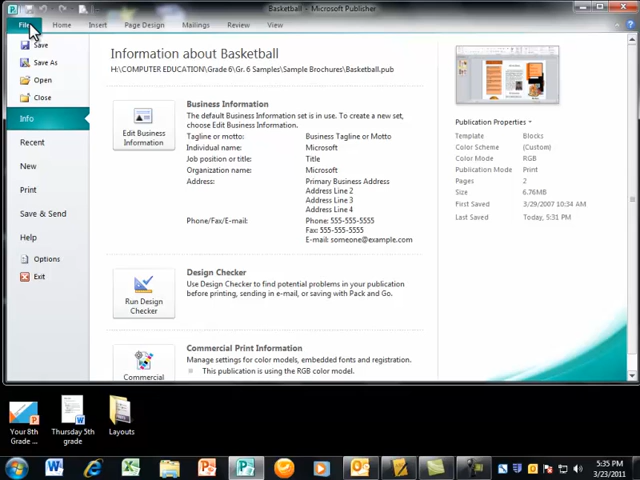 Basketball - Microsoft Publisher
File Home Insert Page Design Mailings Review View
Save
Save As
Open
Close
Info
Recent
New
Print
Save & Send
Help
Options
Exit
Information about Basketball
H:\COMPUTER EDUCATION\Grade 6\Gr. 6 Samples\Sample Brochures\Basketball.pub
Edit Business
Information
Business Information
The default Business Information set is in use. To create a new set,
choose Edit Business Information.
Tagline or motto: Business Tagline or Motto
Individual name: Microsoft
Job position or title: Title
Organization name: Microsoft
Address: Primary Business Address
Address Line 2
Address Line 3
Address Line 4
Phone/Fax/E-mail: Phone: 555-555-5555
Fax: 555-555-5555
E-mail: someone@example.com
Run Design
Checker
Design Checker
Use Design Checker to find potential problems in your publication
before printing, sending in e-mail, or saving with Pack and Go.
Commercial
Commercial Print Information
Manage settings for color models, embedded fonts and registration.
This publication is using the RGB color model.
Publication Properties
Template Blocks
Color Scheme (Custom)
Color Mode RGB
Publication Mode Print
Pages 2
Size 6.76MB
First Saved 3/29/2007 10:34 AM
Last Saved Today, 5:31 PM
Your 8th
Grade ...
Thursday 5th
grade
Layouts
5:35 PM
3/23/2011